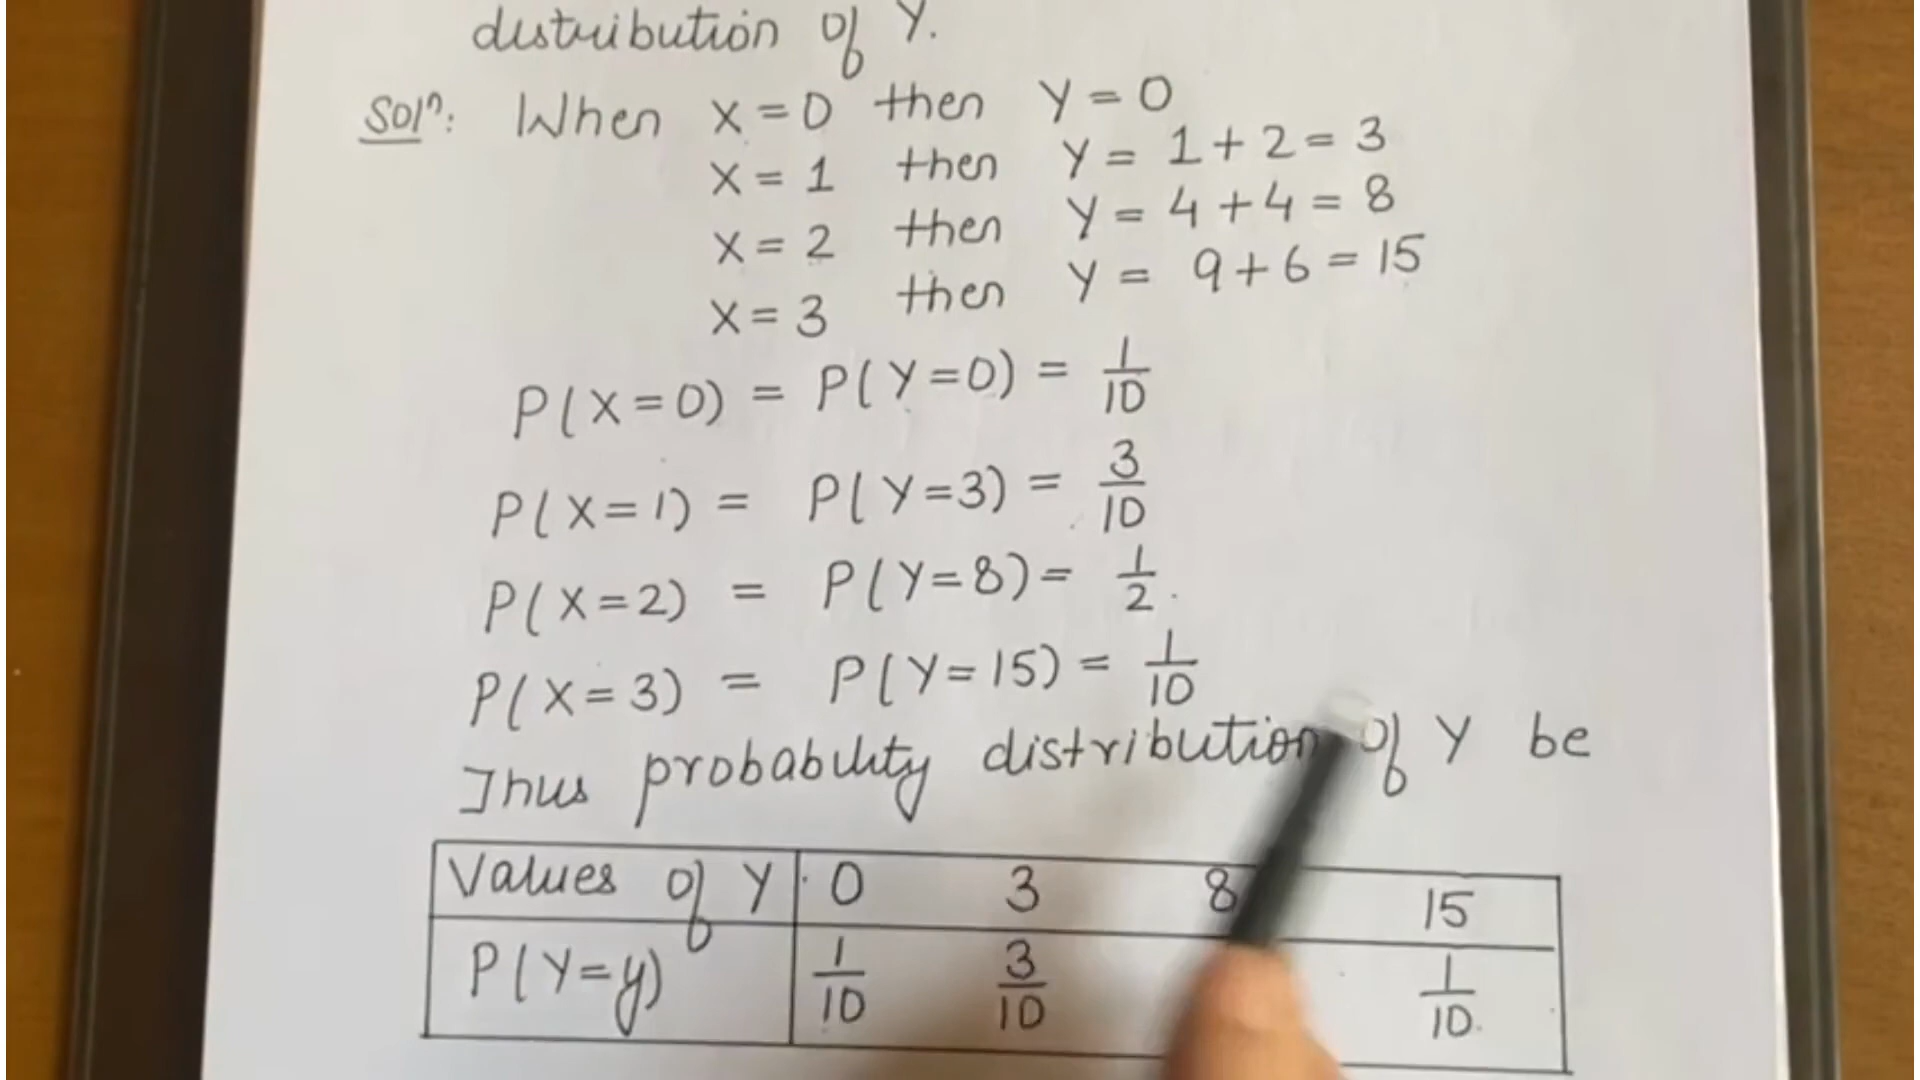 distribution of Y.
Solⁿ: When X = 0 then Y = 0
X = 1 then Y = 1 + 2 = 3
X = 2 then Y = 4 + 4 = 8
X = 3 then Y = 9 + 6 = 15
P(X=0) = P(Y=0) = 1/10
P(X=1) = P(Y=3) = 3/10
P(X=2) = P(Y=8) = 1/2
P(X=3) = P(Y=15) = 1/10
Thus probability distribution of Y be
Values of Y 0 3 8 15
P(Y=y) 1/10 3/10 1/10